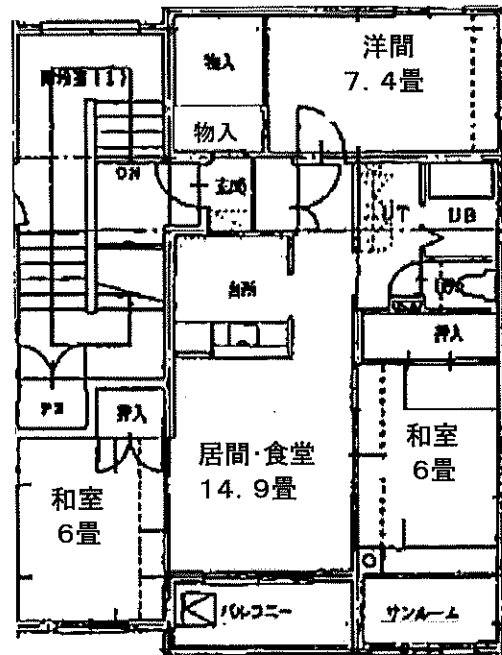 物入
洋間
7.4畳
物入
玄関
UT
UB
台所
押入
押入
居間・食堂
14.9畳
和室
6畳
和室
6畳
バルコニー
サンルーム